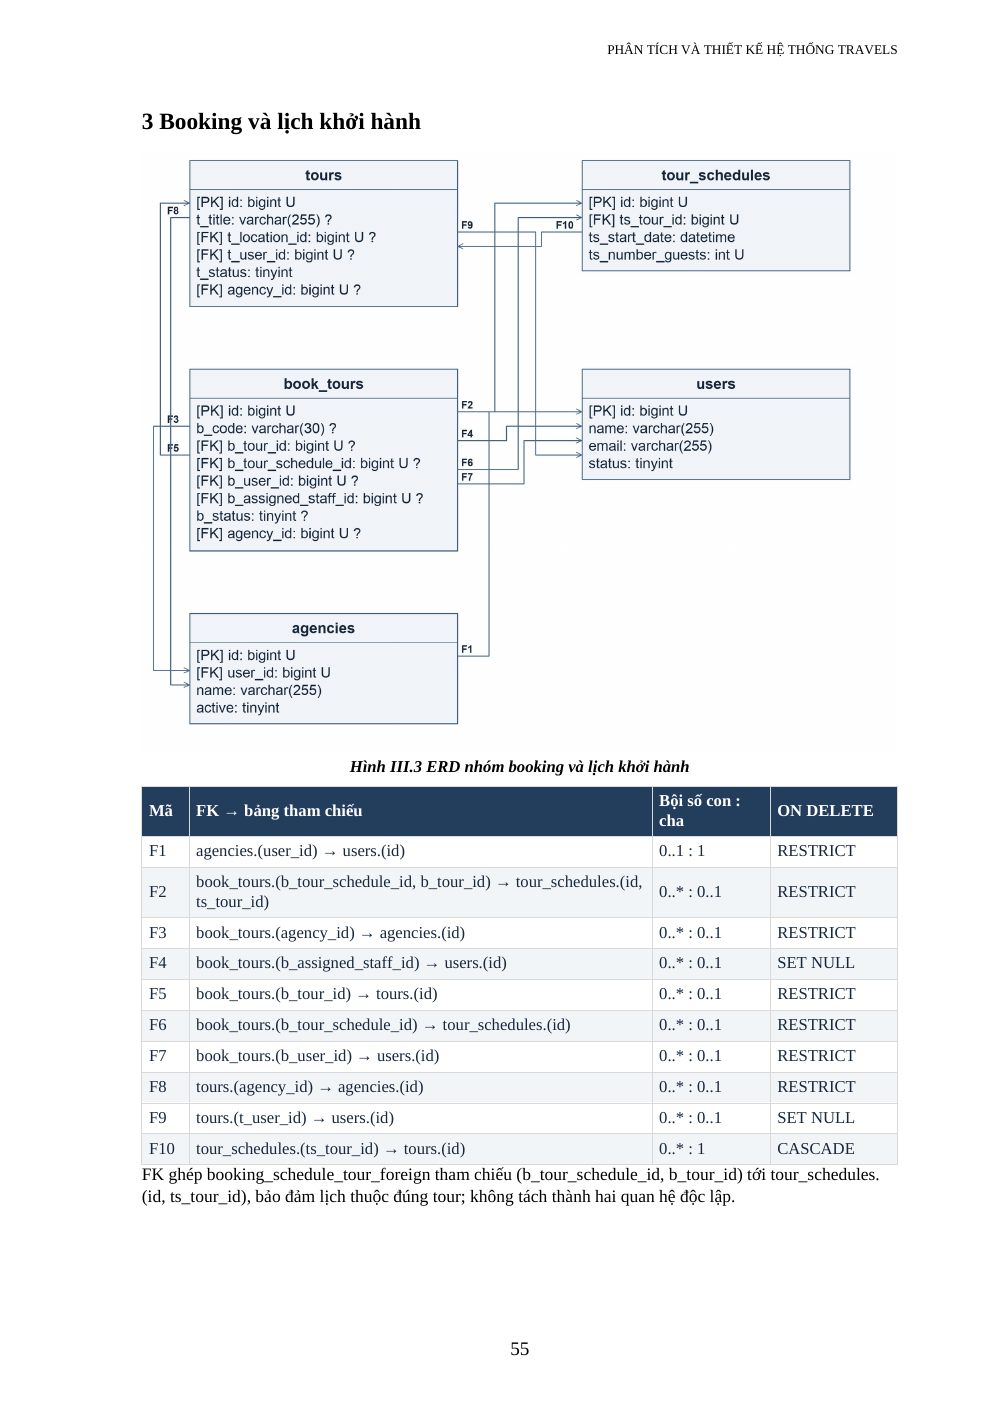 PHÂN TÍCH VÀ THIẾT KẾ HỆ THỐNG TRAVELS
3 Booking và lịch khởi hành
tours
[PK] id: bigint U
t_title: varchar(255) ?
[FK] t_location_id: bigint U ?
[FK] t_user_id: bigint U ?
t_status: tinyint
[FK] agency_id: bigint U ?
tour_schedules
[PK] id: bigint U
[FK] ts_tour_id: bigint U
ts_start_date: datetime
ts_number_guests: int U
F8
F9
F10
book_tours
[PK] id: bigint U
b_code: varchar(30) ?
[FK] b_tour_id: bigint U ?
[FK] b_tour_schedule_id: bigint U ?
[FK] b_user_id: bigint U ?
[FK] b_assigned_staff_id: bigint U ?
b_status: tinyint ?
[FK] agency_id: bigint U ?
users
[PK] id: bigint U
name: varchar(255)
email: varchar(255)
status: tinyint
F3
F5
F2
F4
F6
F7
agencies
[PK] id: bigint U
[FK] user_id: bigint U
name: varchar(255)
active: tinyint
F1
Hình III.3 ERD nhóm booking và lịch khởi hành
Mã FK → bảng tham chiếu Bội số con : cha ON DELETE
F1 agencies.(user_id) → users.(id) 0..1 : 1 RESTRICT
F2 book_tours.(b_tour_schedule_id, b_tour_id) → tour_schedules.(id, ts_tour_id) 0..* : 0..1 RESTRICT
F3 book_tours.(agency_id) → agencies.(id) 0..* : 0..1 RESTRICT
F4 book_tours.(b_assigned_staff_id) → users.(id) 0..* : 0..1 SET NULL
F5 book_tours.(b_tour_id) → tours.(id) 0..* : 0..1 RESTRICT
F6 book_tours.(b_tour_schedule_id) → tour_schedules.(id) 0..* : 0..1 RESTRICT
F7 book_tours.(b_user_id) → users.(id) 0..* : 0..1 RESTRICT
F8 tours.(agency_id) → agencies.(id) 0..* : 0..1 RESTRICT
F9 tours.(t_user_id) → users.(id) 0..* : 0..1 SET NULL
F10 tour_schedules.(ts_tour_id) → tours.(id) 0..* : 1 CASCADE
FK ghép booking_schedule_tour_foreign tham chiếu (b_tour_schedule_id, b_tour_id) tới tour_schedules.
(id, ts_tour_id), bảo đảm lịch thuộc đúng tour; không tách thành hai quan hệ độc lập.
55